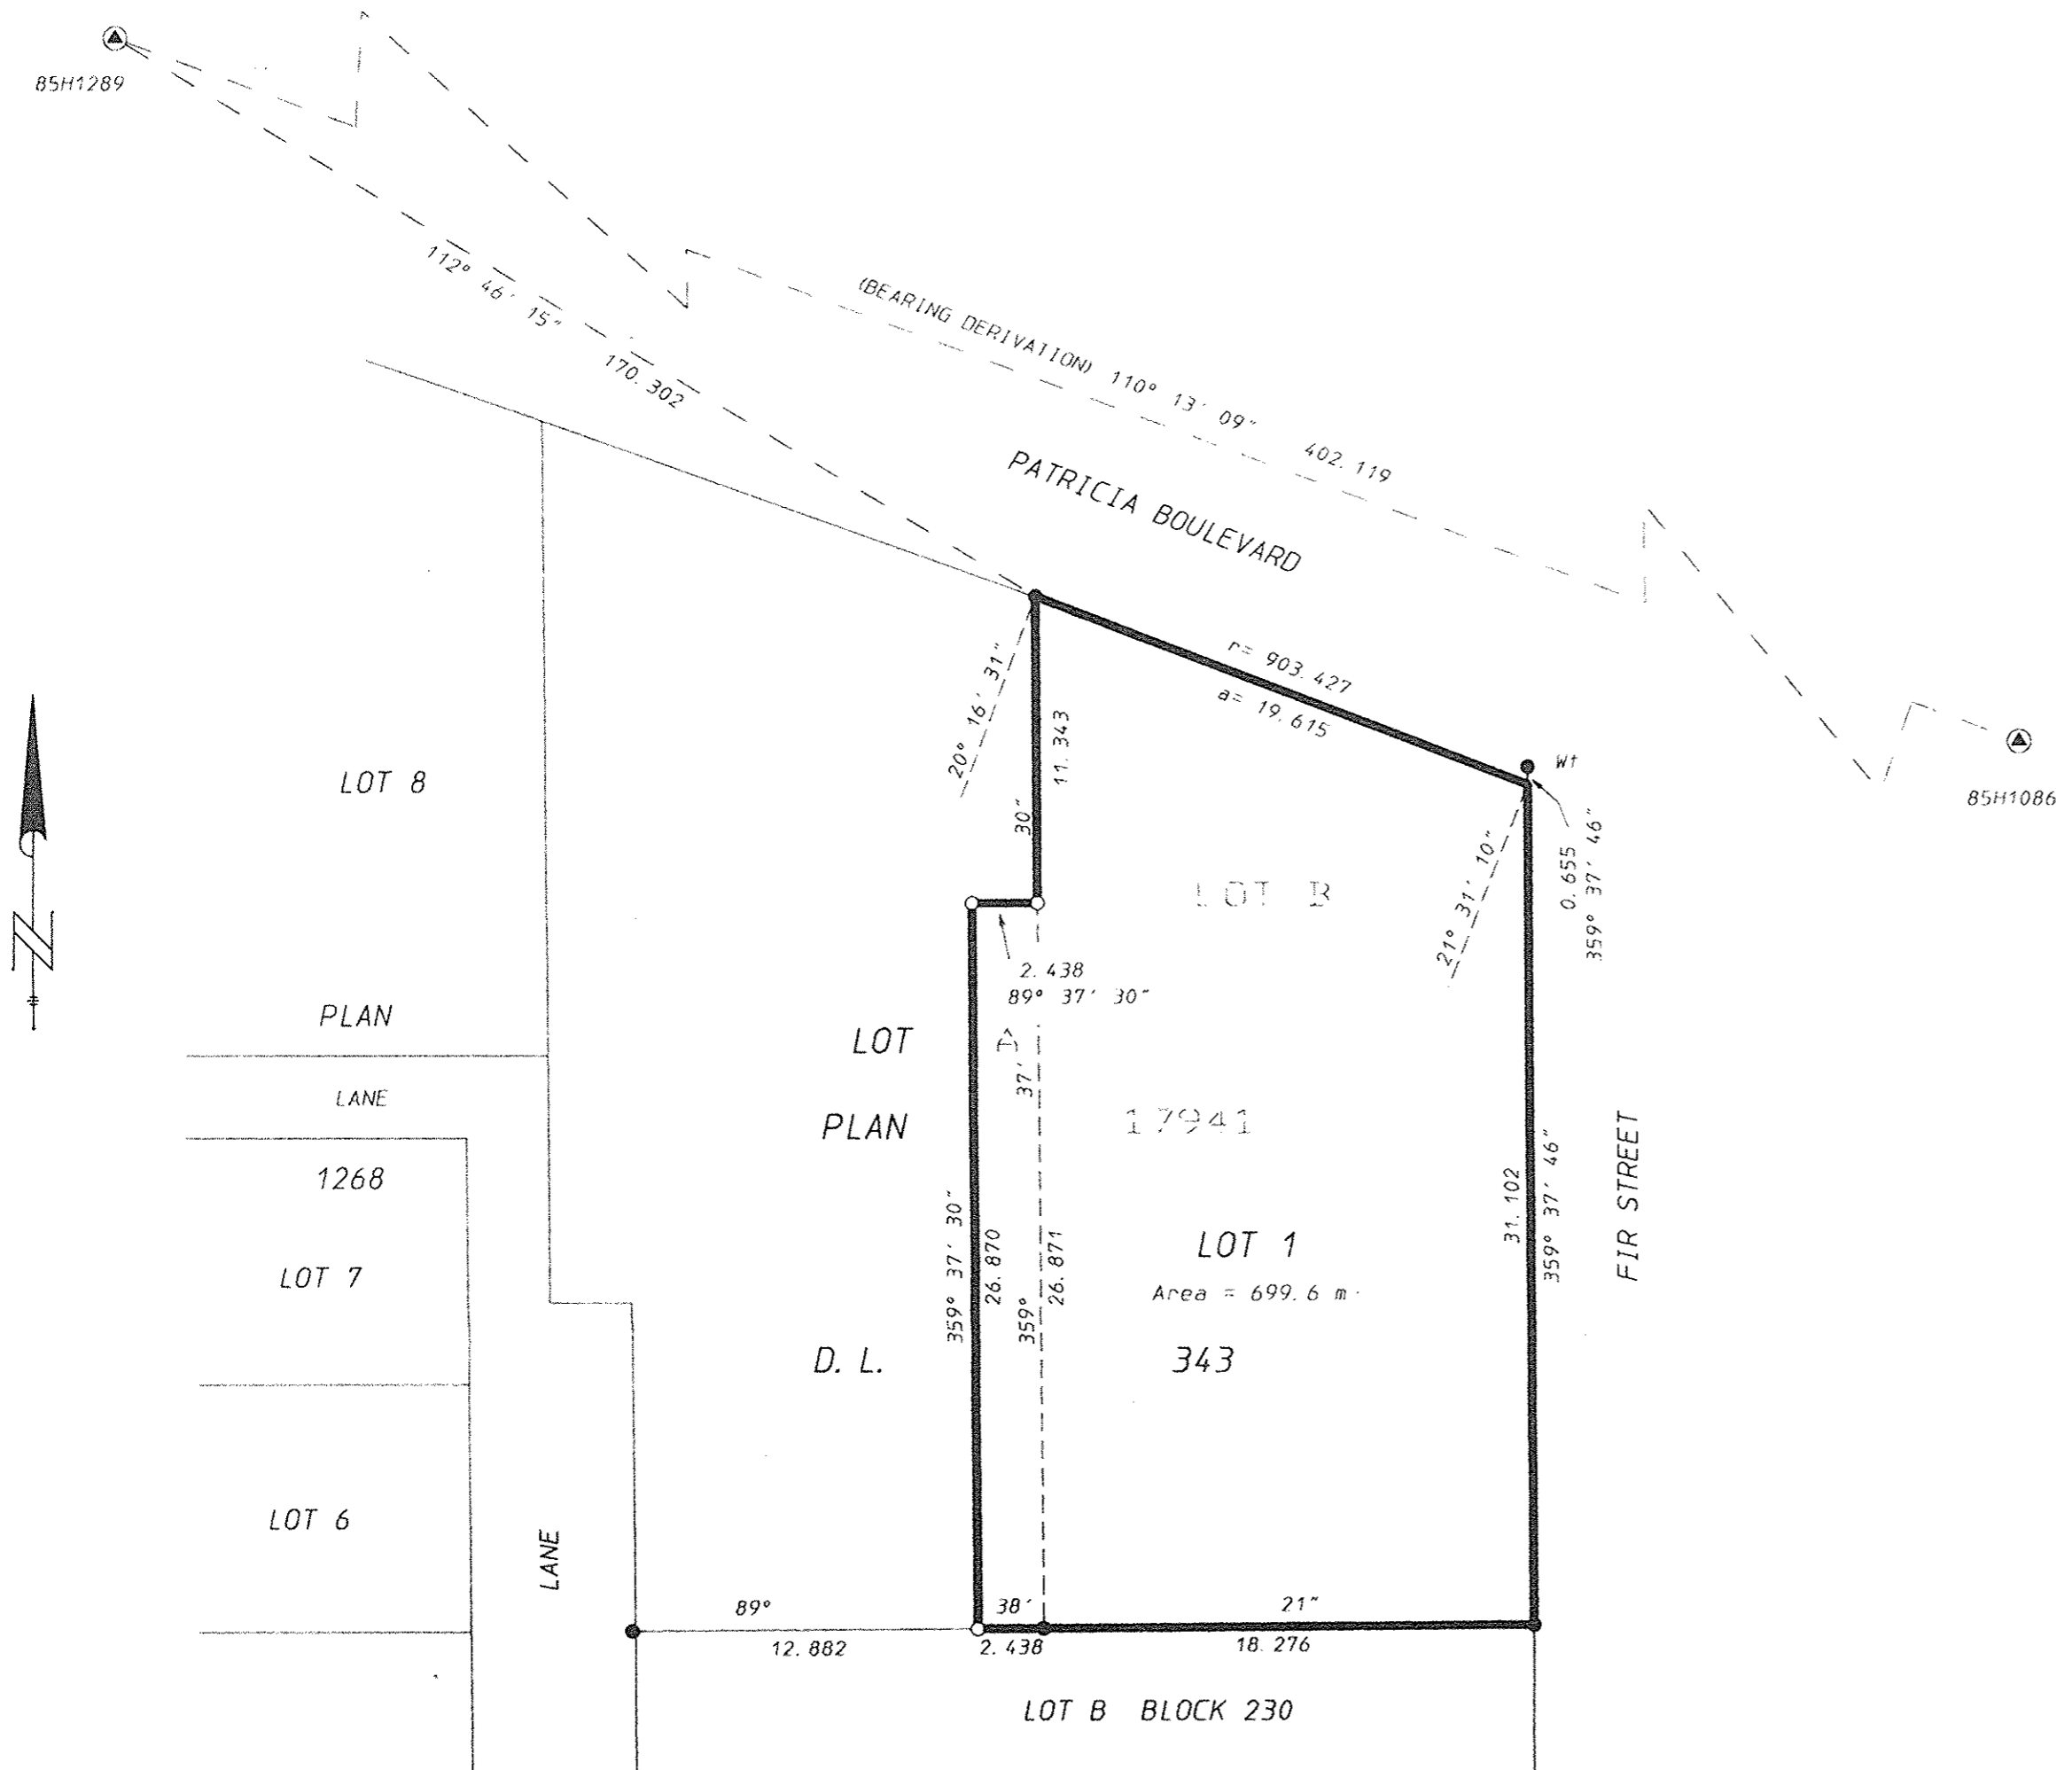 85H1289
112° 46' 15"
170. 302
(BEARING DERIVATION) 110° 13' 09" 402. 119
PATRICIA BOULEVARD
r= 903. 427
a= 19. 615
20° 16' 31"
11. 343
30"
Wt
85H1086
0. 655
359° 37' 46"
21° 31' 10"
LOT 8
LOT B
2. 438
89° 37' 30"
PLAN
LOT A
37'
LANE
PLAN 17941
1268
FIR STREET
31. 102
359° 37' 46"
359° 37' 30"
26. 870
359°
26. 871
LOT 1
Area = 699. 6 m
LOT 7
D. L. 343
LOT 6
LANE
89° 38' 21"
12. 882 2. 438 18. 276
LOT B BLOCK 230
N